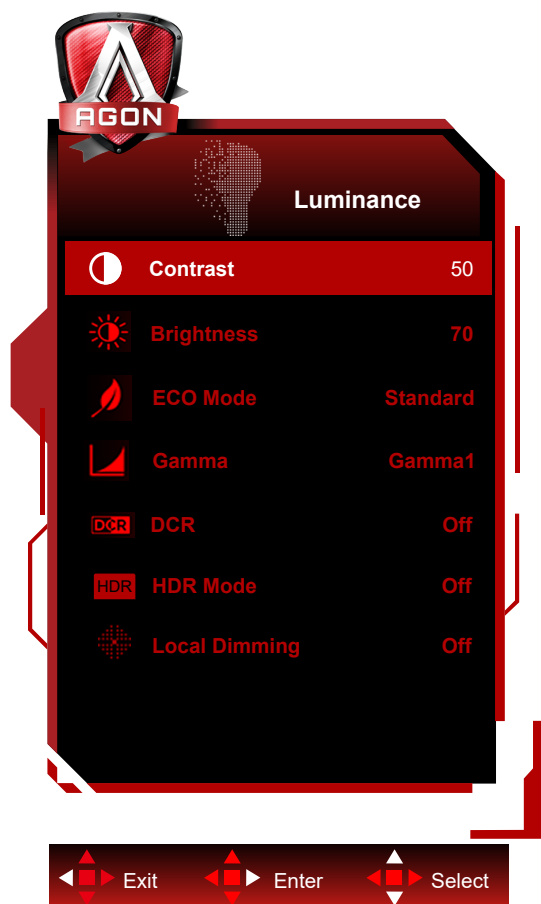 AGON
Luminance
Contrast 50
Brightness 70
ECO Mode Standard
Gamma Gamma1
DCR DCR Off
HDR HDR Mode Off
Local Dimming Off
Exit Enter Select